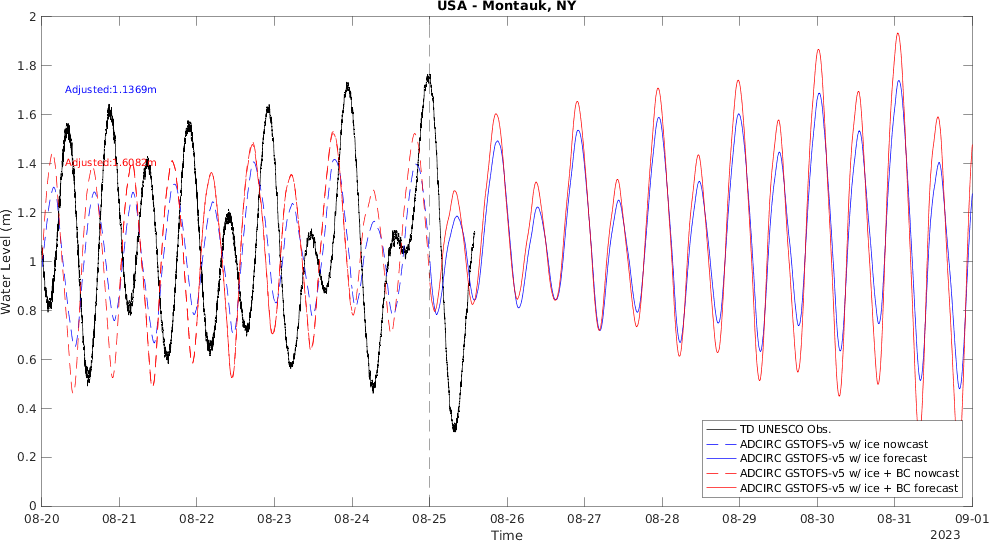 USA - Montauk, NY
2
1.8
1.6
1.4
1.2
1
0.8
0.6
0.4
0.2
0
Water Level (m)
Adjusted:1.1369m
Adjusted:1.6082m
TD UNESCO Obs.
ADCIRC GSTOFS-v5 w/ ice nowcast
ADCIRC GSTOFS-v5 w/ ice forecast
ADCIRC GSTOFS-v5 w/ ice + BC nowcast
ADCIRC GSTOFS-v5 w/ ice + BC forecast
08-20 08-21 08-22 08-23 08-24 08-25 08-26 08-27 08-28 08-29 08-30 08-31 09-01
Time
2023